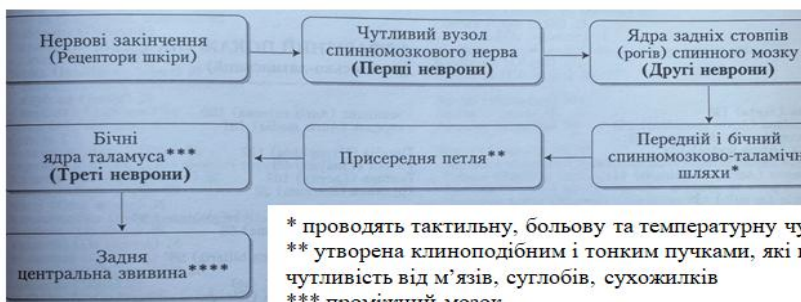 Нервові закінчення
(Рецептори шкіри)
Чутливий вузол
спинномозкового нерва
(Перші неврони)
Ядра задніх стовпів
(рогів) спинного мозку
(Другі неврони)
Передній і бічний
шляхи*
Присередня петля**
Бічні
ядра таламуса***
(Треті неврони)
Задня
центральна звивина****
* проводять тактильну, больову та температурну
** утворена клиноподібним і тонким пучками, які
чутливість від м’язів, суглобів, сухожилків
*** проміжний мозок